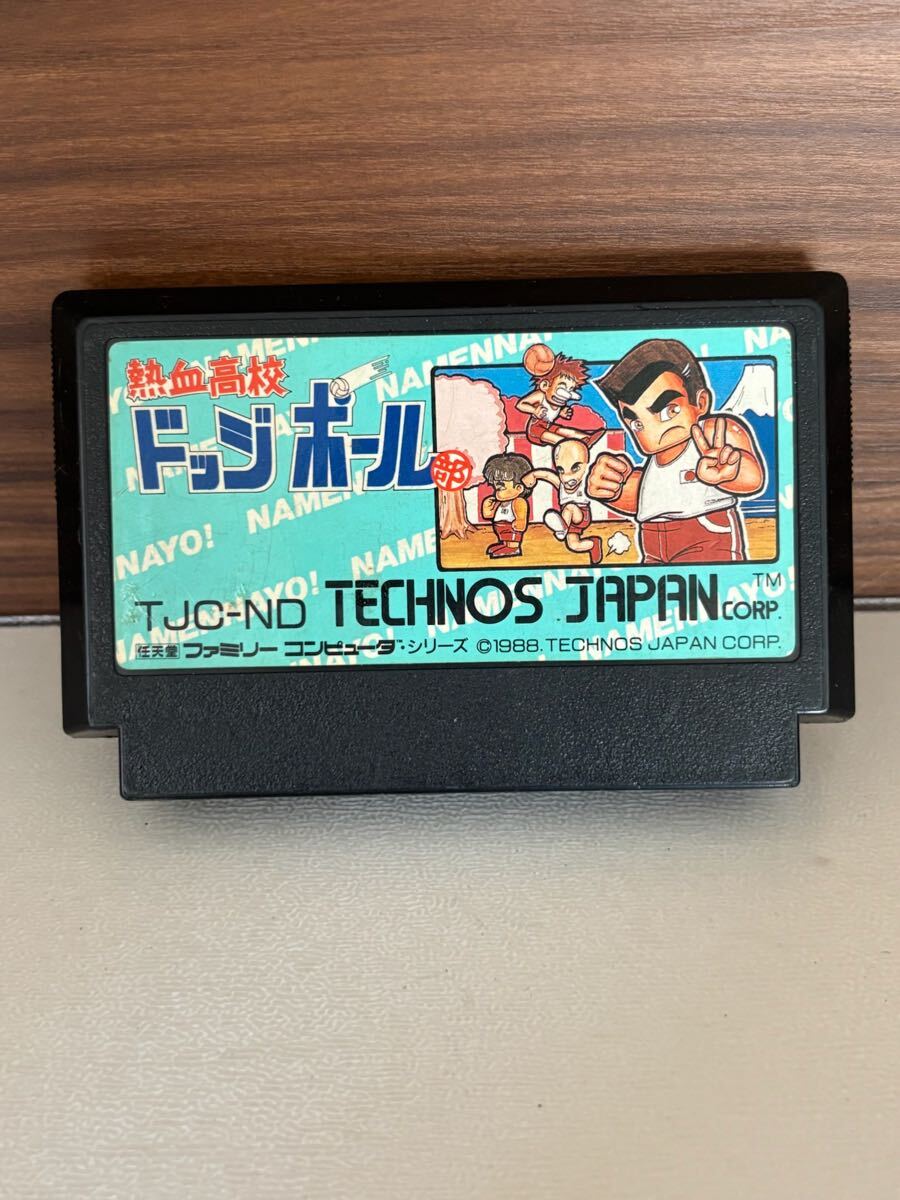 NAMENNAYO!
熱血高校
ドッジボール部
TJC-ND TECHNOS JAPAN CORP.™
任天堂 ファミリーコンピュータ・シリーズ ©1988. TECHNOS JAPAN CORP.